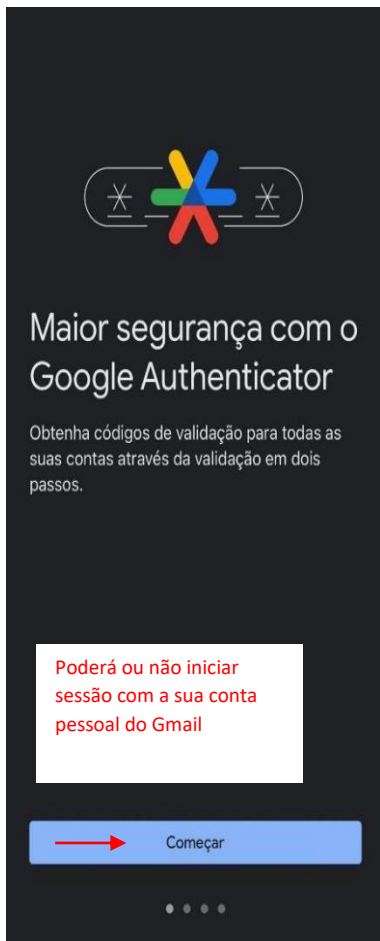 Maior segurança com o
Google Authenticator
Obtenha códigos de validação para todas as
suas contas através da validação em dois
passos.
Poderá ou não iniciar
sessão com a sua conta
pessoal do Gmail
Começar